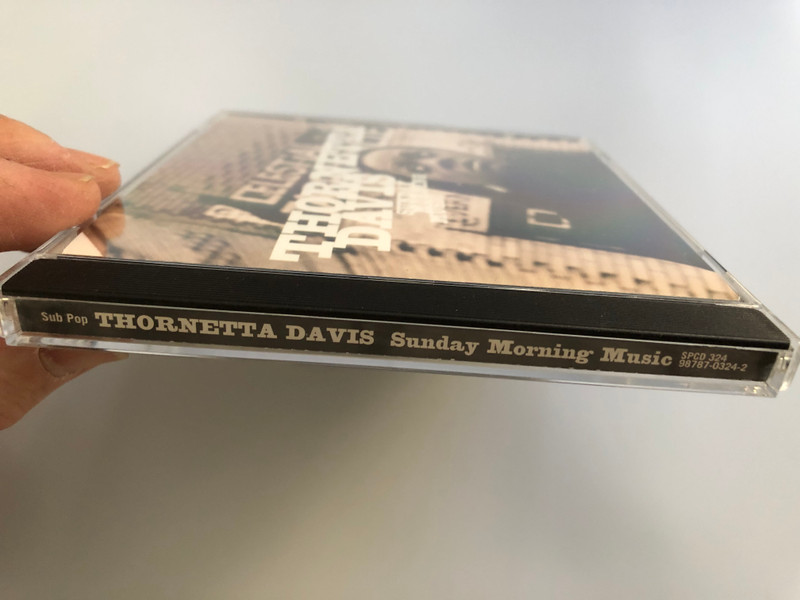 THORNETTA
DAVIS
Sub Pop THORNETTA DAVIS Sunday Morning Music SPCD 324
98787-0324-2